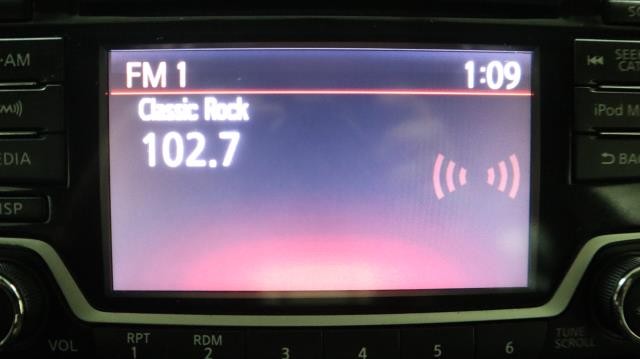 FM 1 1:09
Classic Rock
102.7
AM
EDIA
ISP
SEEK
CAT
iPod M
BAC
VOL
RPT
1
RDM
2
3
4
5
6
TUNE
SCROLL